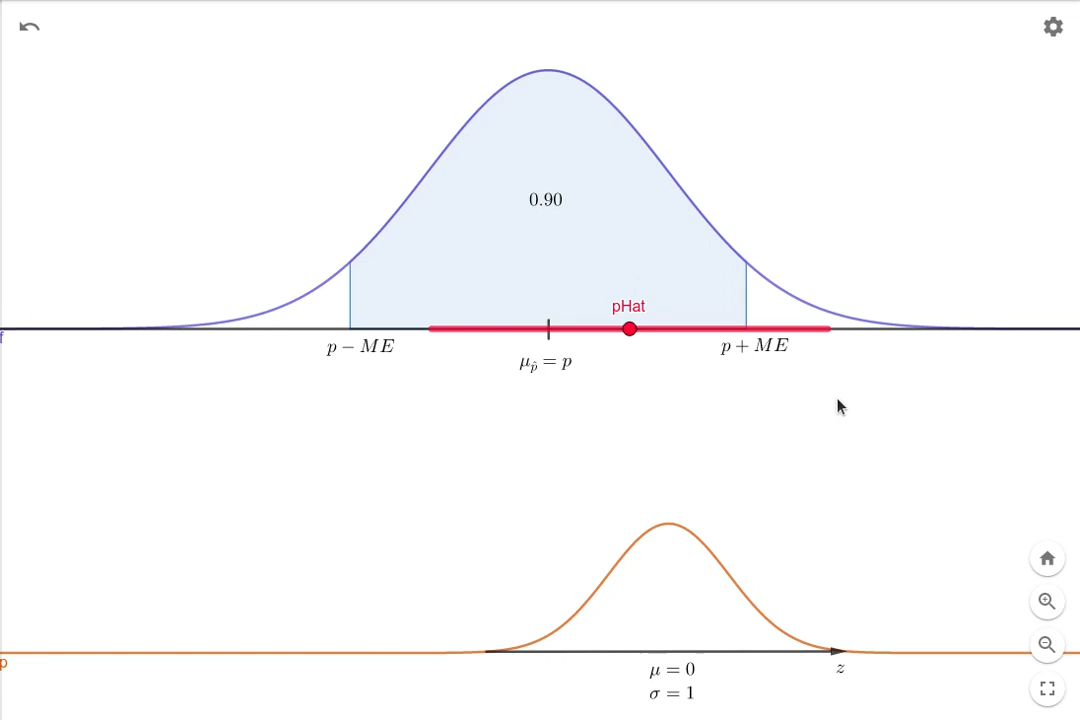 0.90
pHat
f
p − ME
p + ME
μ_p̂ = p
p
μ = 0
z
σ = 1